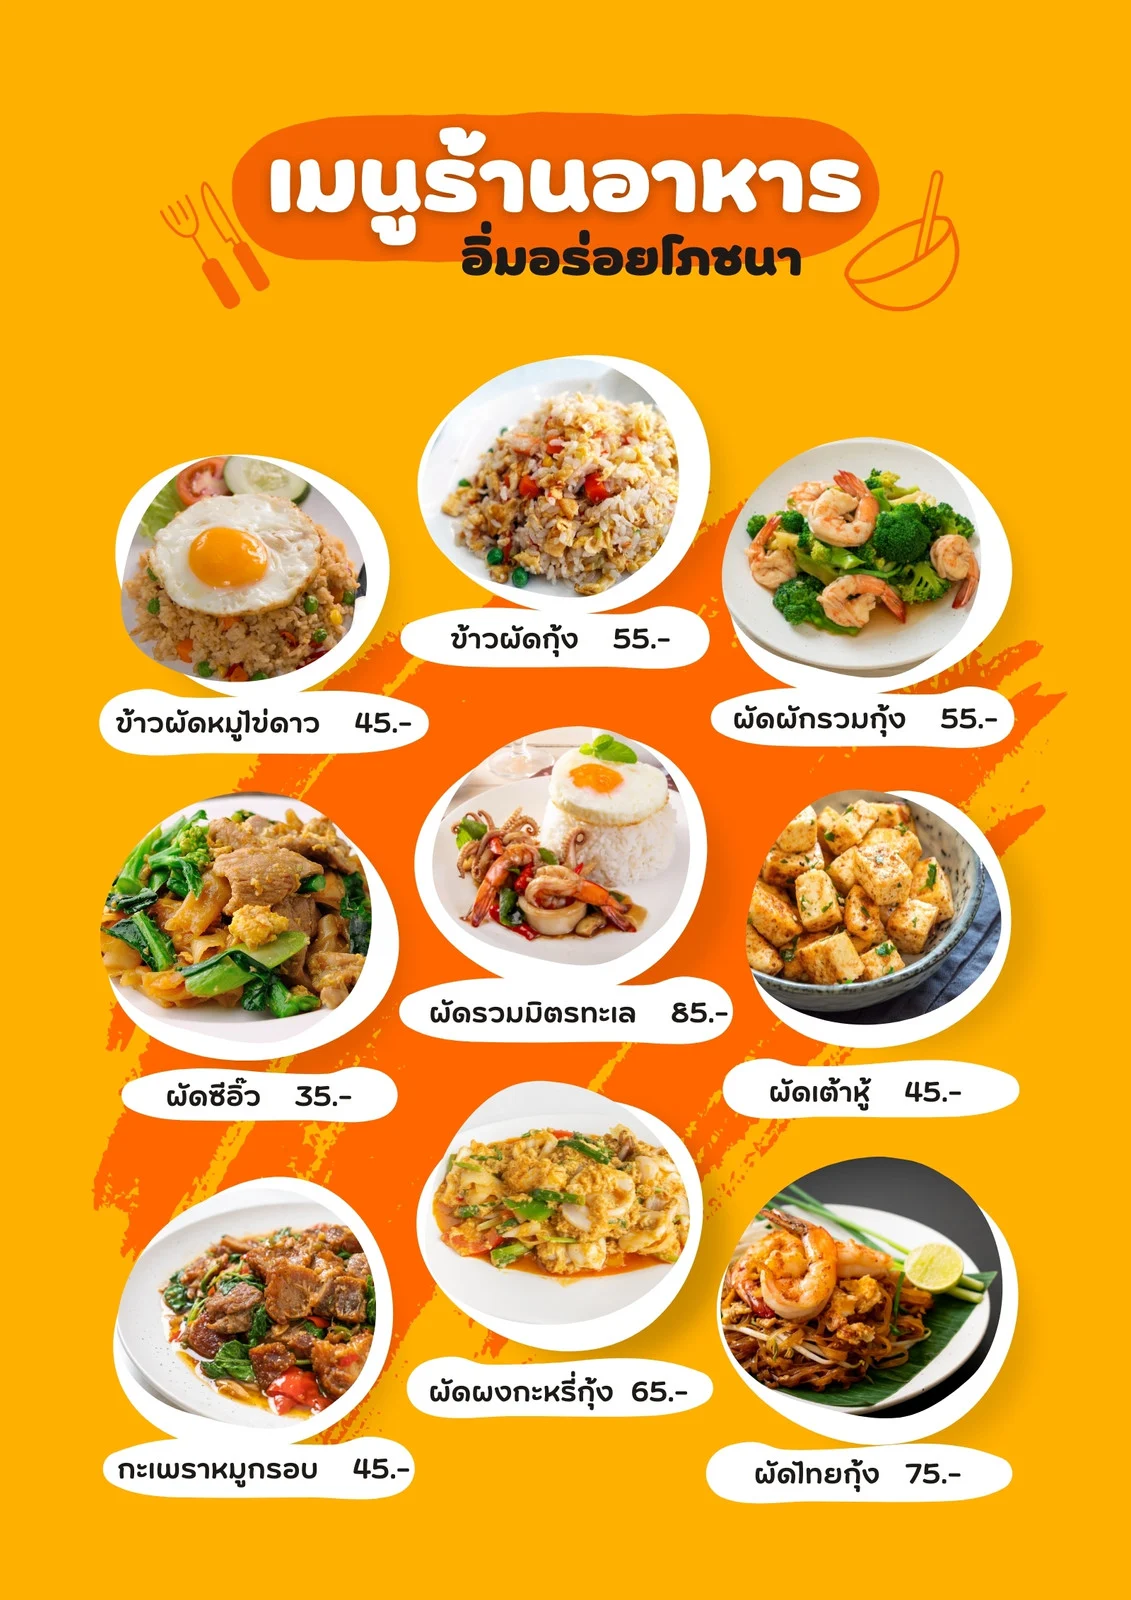 เมนูร้านอาหาร
อิ่มอร่อยโภชนา
ข้าวผัดกุ้ง 55.-
ข้าวผัดหมูไข่ดาว 45.-
ผัดผักรวมกุ้ง 55.-
ผัดรวมมิตรทะเล 85.-
ผัดซีอิ๊ว 35.-
ผัดเต้าหู้ 45.-
ผัดผงกะหรี่กุ้ง 65.-
กะเพราหมูกรอบ 45.-
ผัดไทยกุ้ง 75.-